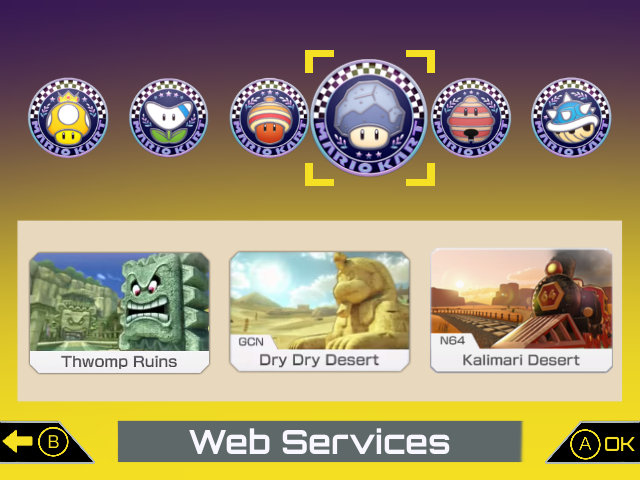 MARIO KART
MARIO KART
MARIO KART
MARIO KART
MARIO KART
MARIO KART
Thwomp Ruins
GCN
Dry Dry Desert
N64
Kalimari Desert
B
Web Services
A OK